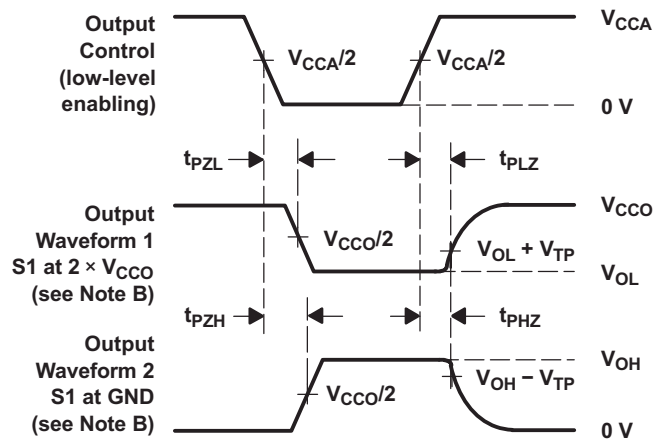 Output
Control
(low-level
enabling)
V_CCA
V_CCA/2
V_CCA/2
0 V
t_PZL
t_PLZ
Output
Waveform 1
S1 at 2 × V_CCO
(see Note B)
V_CCO
V_CCO/2
V_OL + V_TP
V_OL
t_PZH
t_PHZ
Output
Waveform 2
S1 at GND
(see Note B)
V_OH
V_CCO/2
V_OH − V_TP
0 V